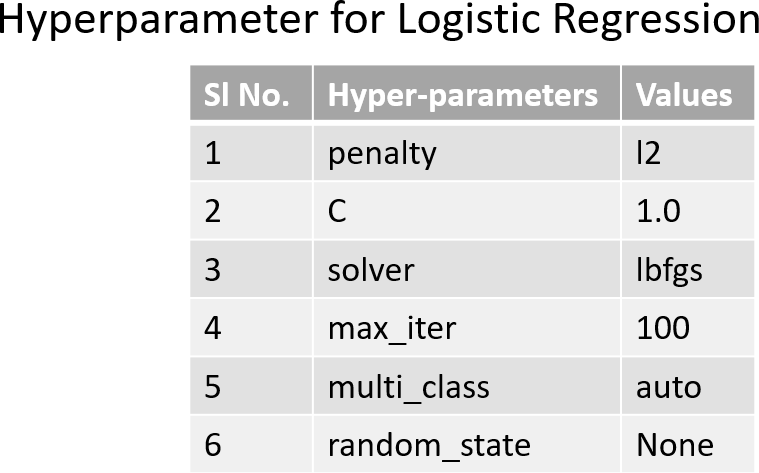 Hyperparameter for Logistic Regression
Sl No. Hyper-parameters Values
1 penalty l2
2 C 1.0
3 solver lbfgs
4 max_iter 100
5 multi_class auto
6 random_state None